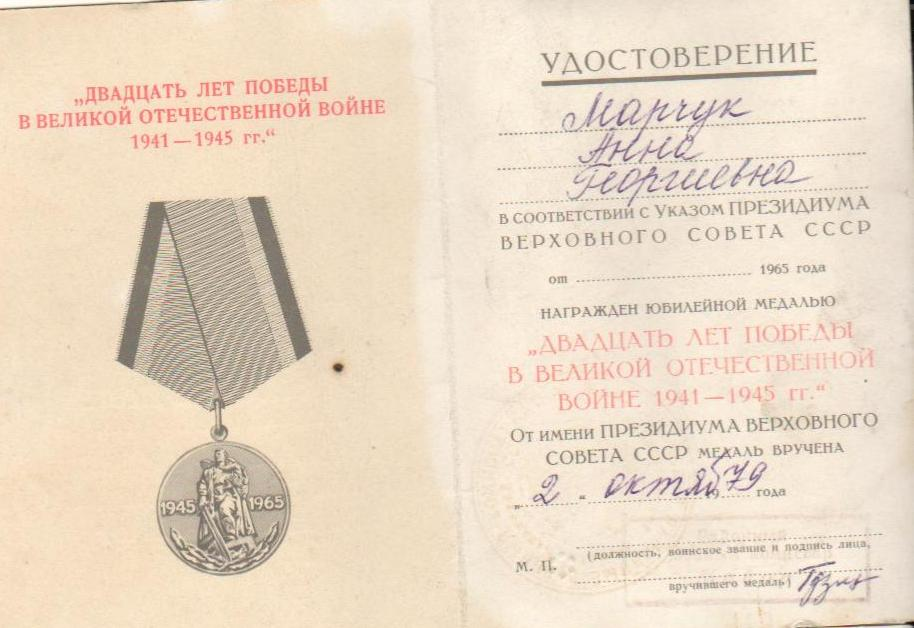 „ДВАДЦАТЬ ЛЕТ ПОБЕДЫ
В ВЕЛИКОЙ ОТЕЧЕСТВЕННОЙ ВОЙНЕ
1941—1945 гг.“
1945 1965
УДОСТОВЕРЕНИЕ
Марчук
Анна
Георгиевна
В СООТВЕТСТВИИ С УКАЗОМ ПРЕЗИДИУМА
ВЕРХОВНОГО СОВЕТА СССР
от 1965 года
НАГРАЖДЕН ЮБИЛЕЙНОЙ МЕДАЛЬЮ
„ДВАДЦАТЬ ЛЕТ ПОБЕДЫ
В ВЕЛИКОЙ ОТЕЧЕСТВЕННОЙ
ВОЙНЕ 1941—1945 гг.“
ОТ ИМЕНИ ПРЕЗИДИУМА ВЕРХОВНОГО
СОВЕТА СССР МЕДАЛЬ ВРУЧЕНА
„2“ октяб 1979 года
(должность, воинское звание и подпись лица,
М. П.
вручившего медаль)